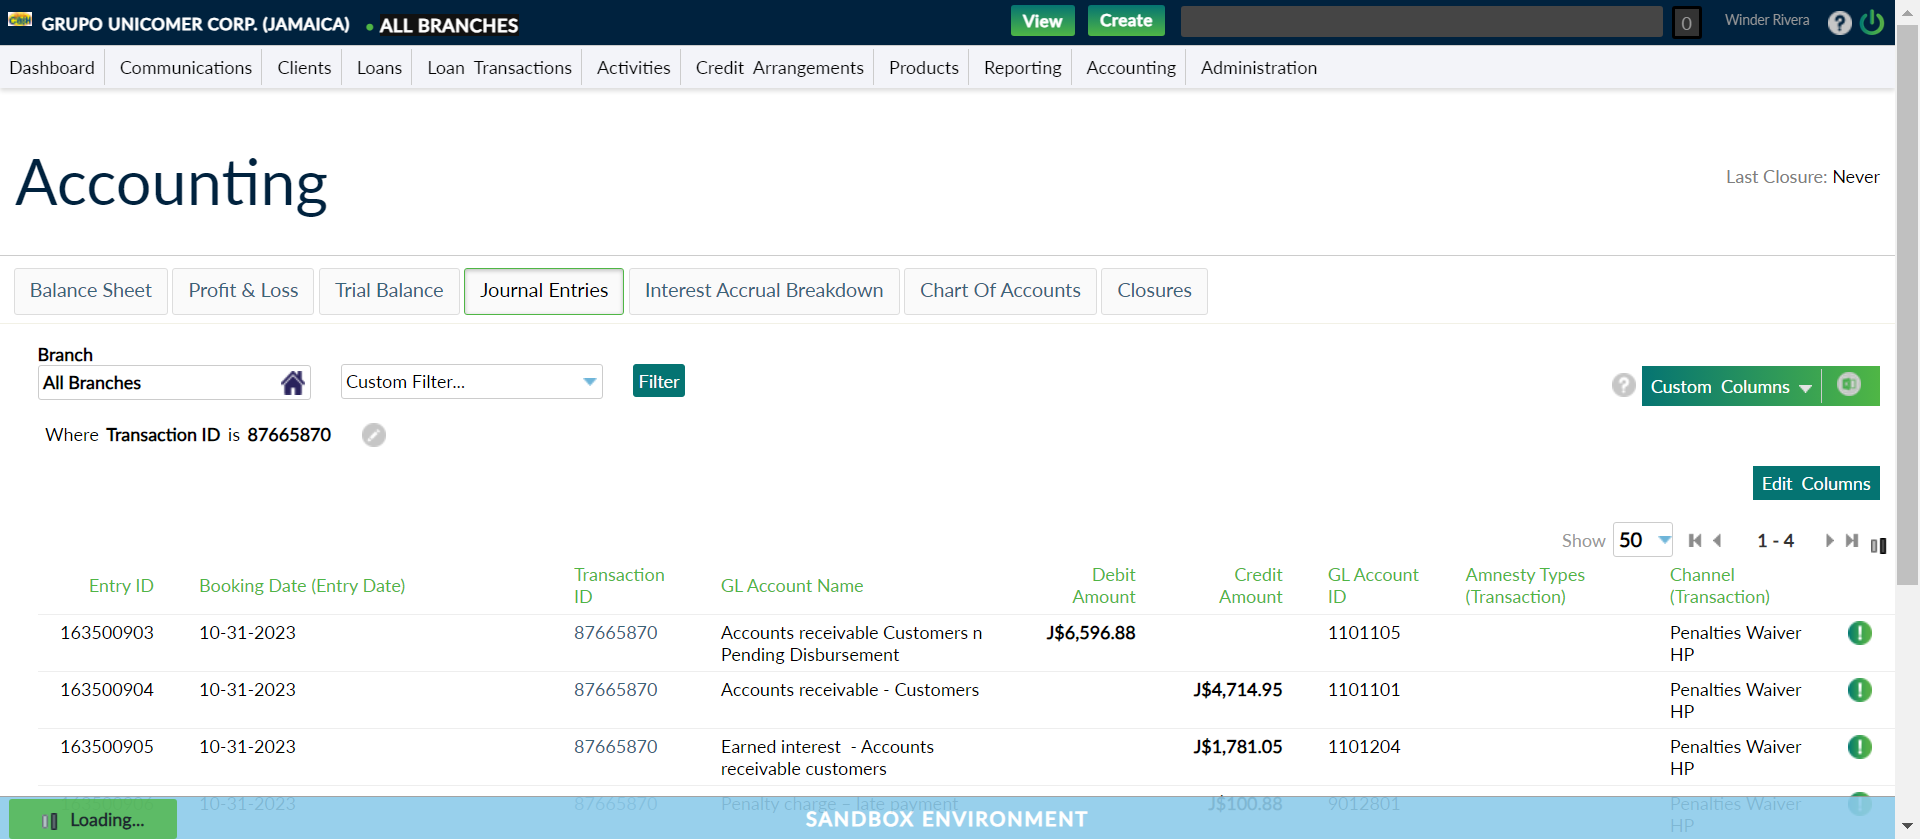 GRUPO UNICOMER CORP. (JAMAICA) • ALL BRANCHES View Create 0 Winder Rivera ?
Dashboard Communications Clients Loans Loan Transactions Activities Credit Arrangements Products Reporting Accounting Administration
Accounting
Last Closure: Never
Balance Sheet Profit & Loss Trial Balance Journal Entries Interest Accrual Breakdown Chart Of Accounts Closures
Branch
All Branches Custom Filter... Filter ? Custom Columns
Where Transaction ID is 87665870
Edit Columns
Show 50 1 - 4
Entry ID Booking Date (Entry Date) Transaction ID GL Account Name Debit Amount Credit Amount GL Account ID Amnesty Types (Transaction) Channel (Transaction)
163500903 10-31-2023 87665870 Accounts receivable Customers n Pending Disbursement J$6,596.88 1101105 Penalties Waiver HP
163500904 10-31-2023 87665870 Accounts receivable - Customers J$4,714.95 1101101 Penalties Waiver HP
163500905 10-31-2023 87665870 Earned interest - Accounts receivable customers J$1,781.05 1101204 Penalties Waiver HP
10-31-2023 87665870 Penalty charge – late payment J$100.88 9012801 Penalties Waiver HP
Loading...
SANDBOX ENVIRONMENT